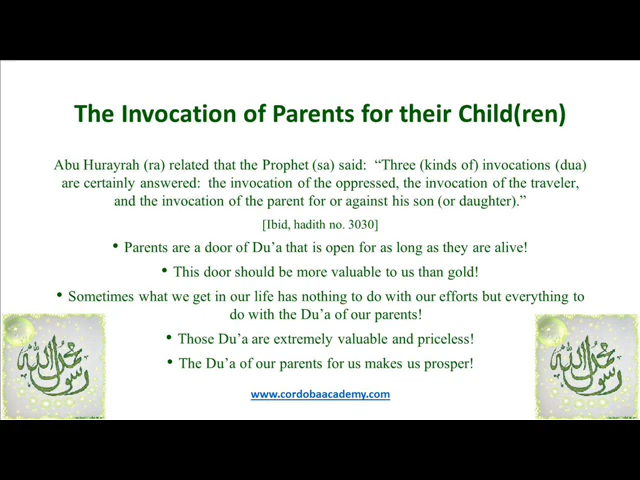 The Invocation of Parents for their Child(ren)
Abu Hurayrah (ra) related that the Prophet (sa) said:  “Three (kinds of) invocations (dua)
are certainly answered:  the invocation of the oppressed, the invocation of the traveler,
and the invocation of the parent for or against his son (or daughter).”
[Ibid, hadith no. 3030]
• Parents are a door of Du’a that is open for as long as they are alive!
• This door should be more valuable to us than gold!
• Sometimes what we get in our life has nothing to do with our efforts but everything to
do with the Du’a of our parents!
• Those Du’a are extremely valuable and priceless!
• The Du’a of our parents for us makes us prosper!
www.cordobaacademy.com
محمد رسول الله
محمد رسول الله